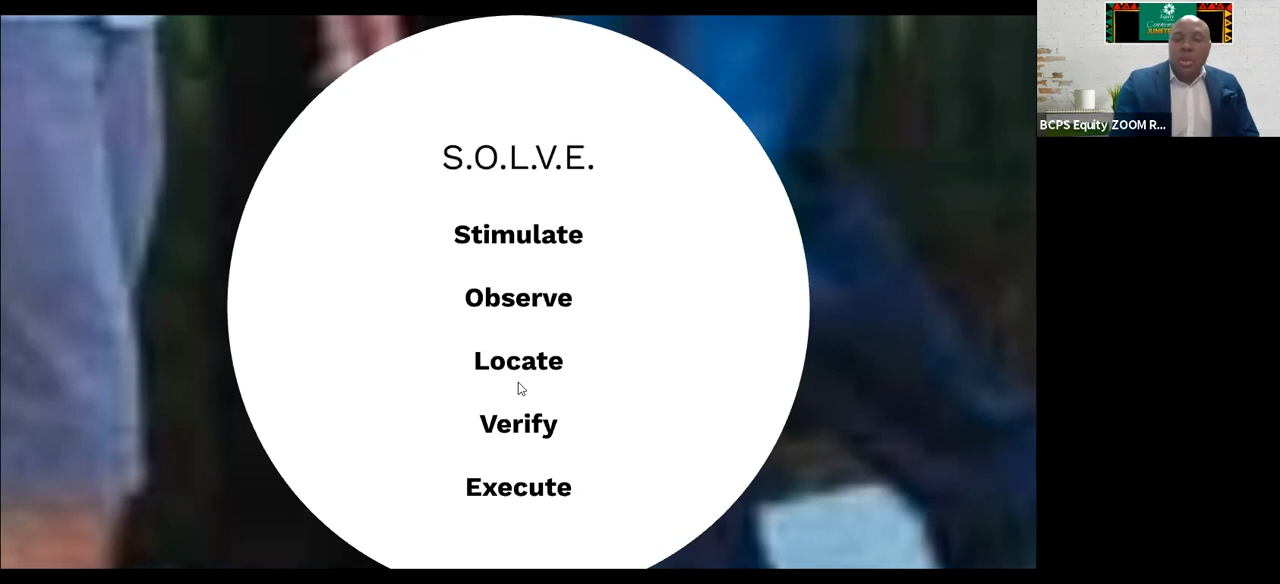 S.O.L.V.E.
Stimulate
Observe
Locate
Verify
Execute
BCPS Equity ZOOM R...